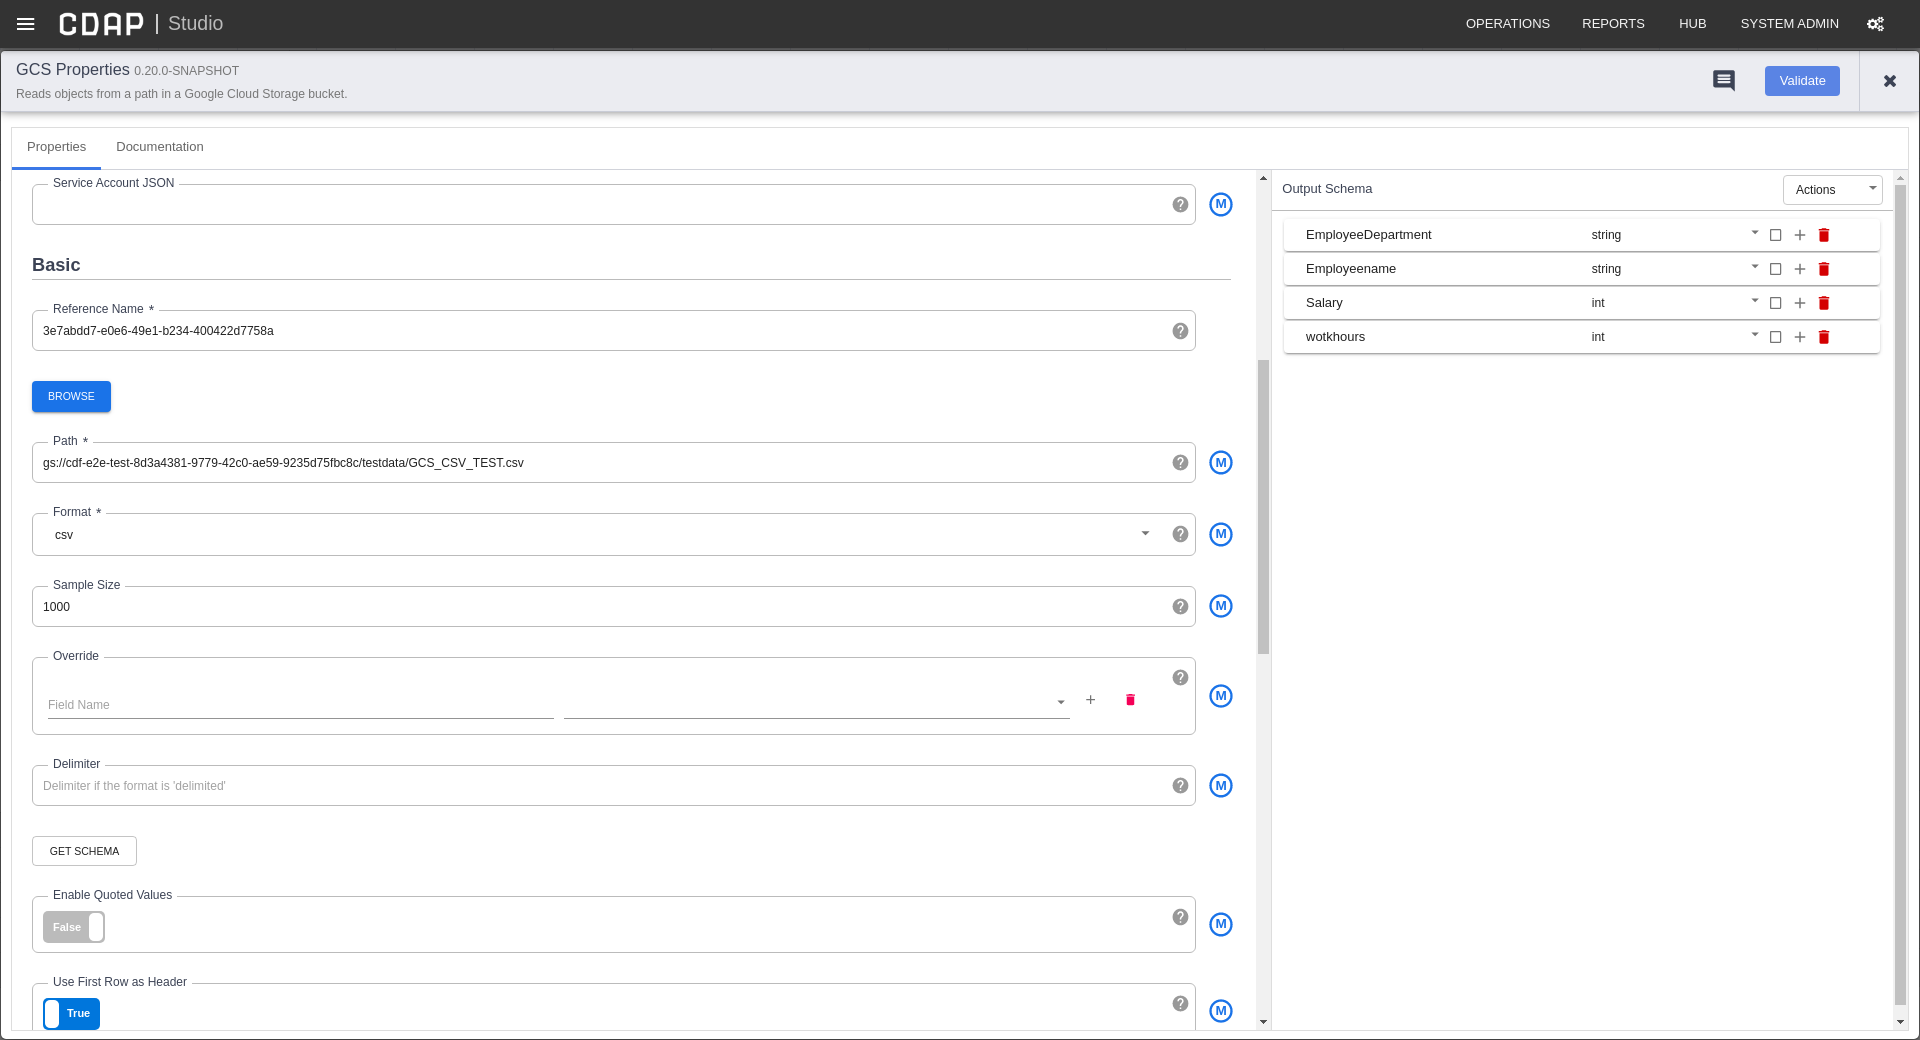 CDAP | Studio
OPERATIONS REPORTS HUB SYSTEM ADMIN
GCS Properties 0.20.0-SNAPSHOT
Reads objects from a path in a Google Cloud Storage bucket.
Validate
Properties Documentation
Service Account JSON
M
Basic
Reference Name *
3e7abdd7-e0e6-49e1-b234-400422d7758a
BROWSE
Path *
gs://cdf-e2e-test-8d3a4381-9779-42c0-ae59-9235d75fbc8c/testdata/GCS_CSV_TEST.csv
M
Format *
csv
M
Sample Size
1000
M
Override
Field Name
M
Delimiter
Delimiter if the format is 'delimited'
M
GET SCHEMA
Enable Quoted Values
False
M
Use First Row as Header
True
M
Output Schema
Actions
EmployeeDepartment string
Employeename string
Salary int
wotkhours int